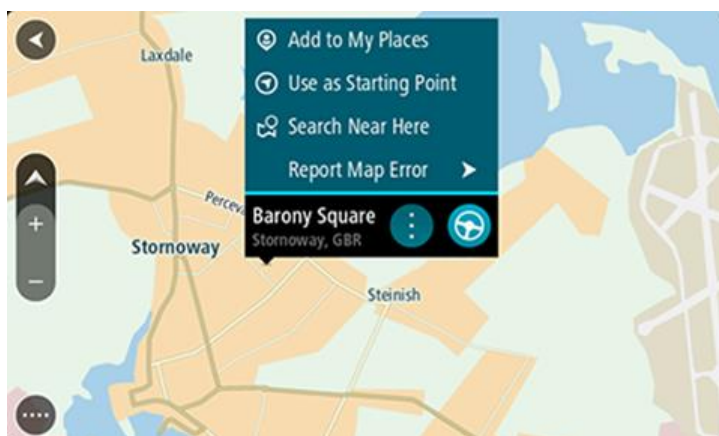 Laxdale
Add to My Places
Use as Starting Point
Search Near Here
Report Map Error
Barony Square
Stornoway, GBR
Stornoway
Steinish